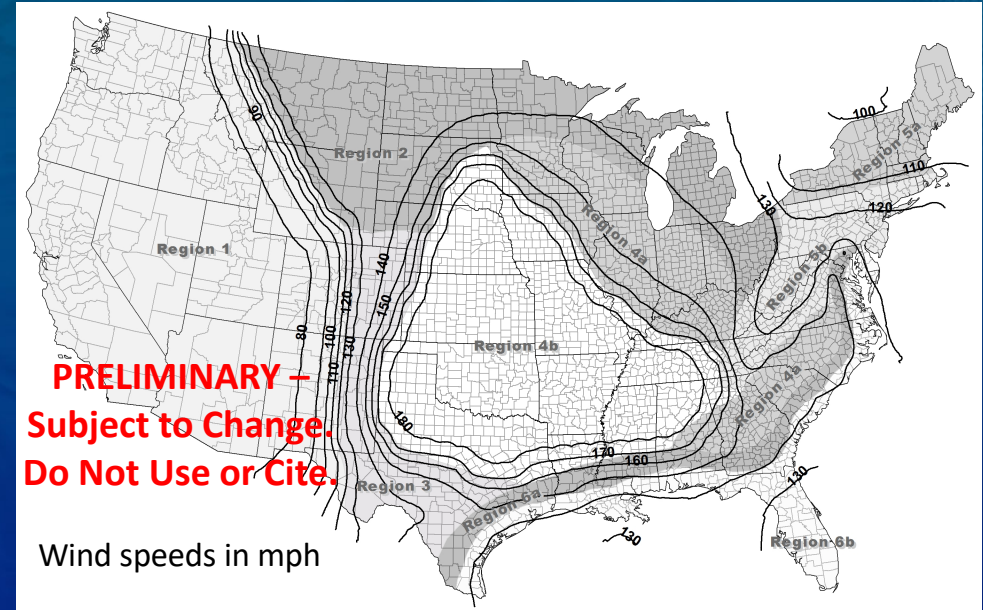 100
90
Region 5a
Region 2
110
130
120
Region 4a
Region 1
140
Region 5b
150
120
80
100
130
Region 4b
110
PRELIMINARY –
Subject to Change.
Do Not Use or Cite.
Region 4a
180
170
160
130
Region 3
Region 6a
130
Region 6b
Wind speeds in mph